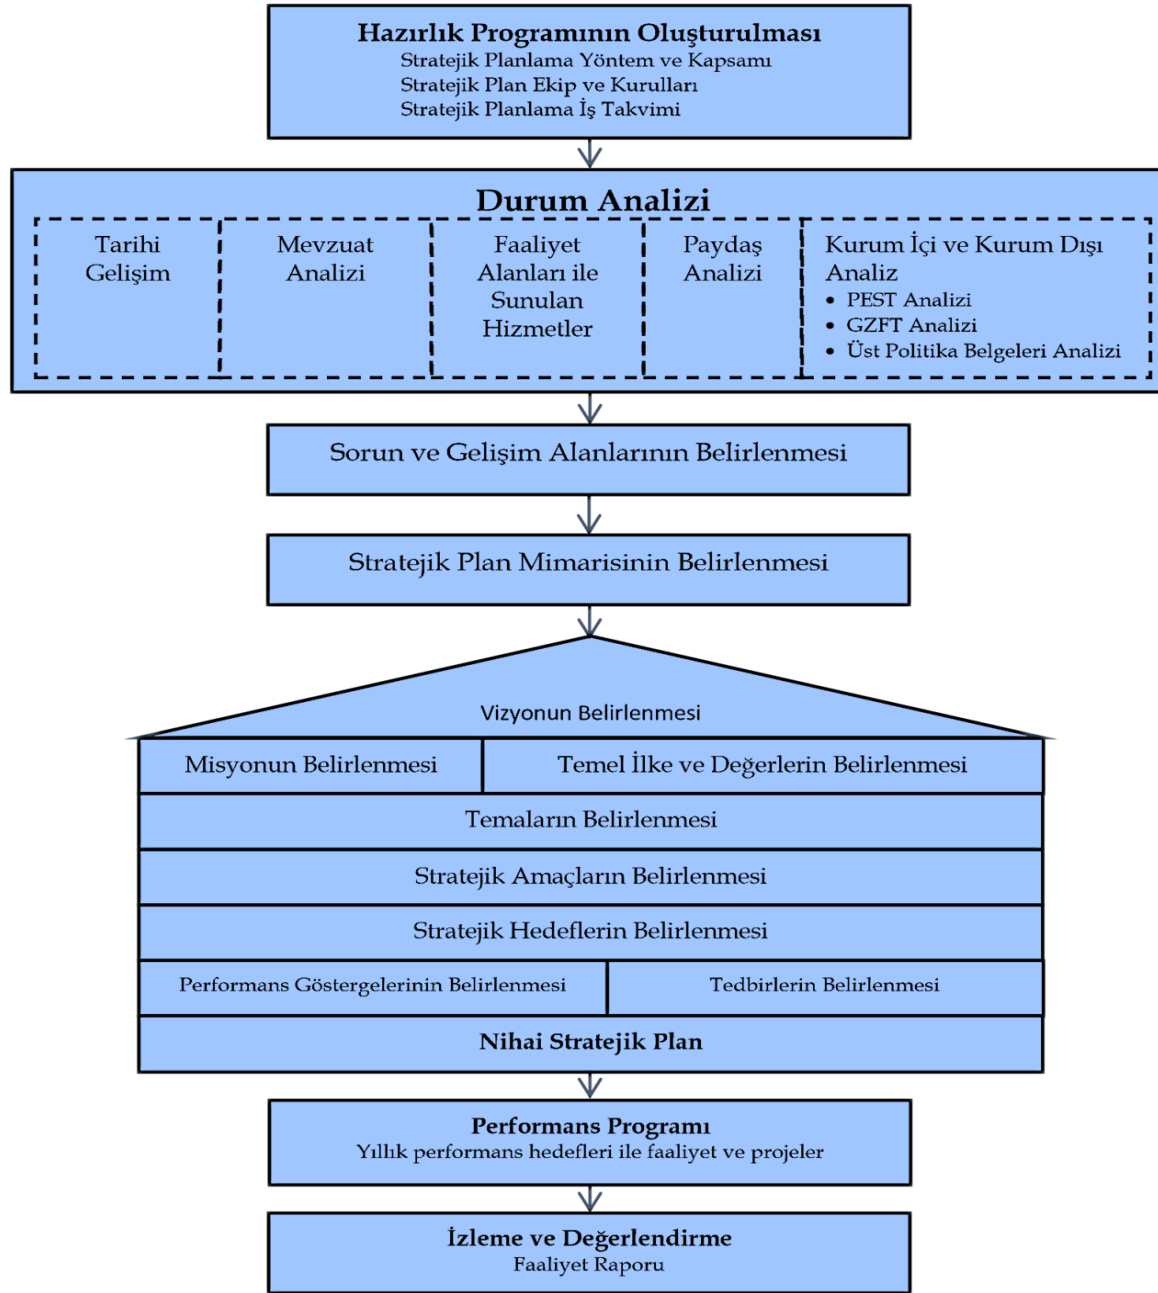 Hazırlık Programının Oluşturulması
Stratejik Planlama Yöntem ve Kapsamı
Stratejik Plan Ekip ve Kurulları
Stratejik Planlama İş Takvimi
Durum Analizi
Tarihi
Gelişim
Mevzuat
Analizi
Faaliyet
Alanları ile
Sunulan
Hizmetler
Paydaş
Analizi
Kurum İçi ve Kurum Dışı
Analiz
• PEST Analizi
• GZFT Analizi
• Üst Politika Belgeleri Analizi
Sorun ve Gelişim Alanlarının Belirlenmesi
Stratejik Plan Mimarisinin Belirlenmesi
Vizyonun Belirlenmesi
Misyonun Belirlenmesi
Temel İlke ve Değerlerin Belirlenmesi
Temaların Belirlenmesi
Stratejik Amaçların Belirlenmesi
Stratejik Hedeflerin Belirlenmesi
Performans Göstergelerinin Belirlenmesi
Tedbirlerin Belirlenmesi
Nihai Stratejik Plan
Performans Programı
Yıllık performans hedefleri ile faaliyet ve projeler
İzleme ve Değerlendirme
Faaliyet Raporu